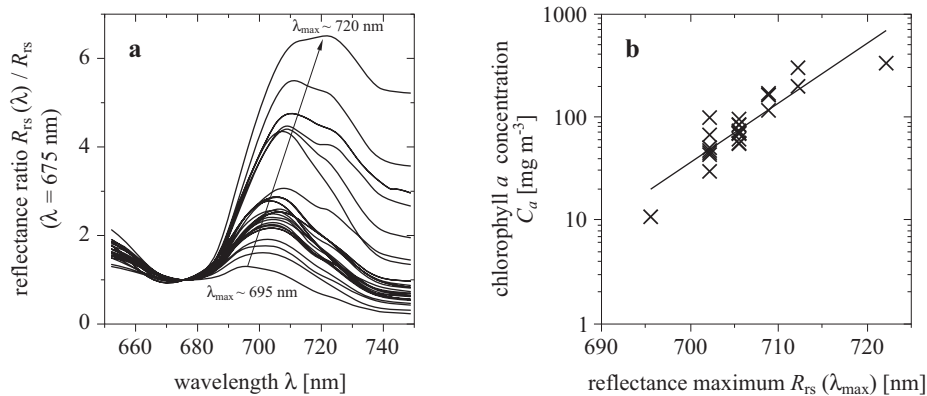 a
λmax ~ 720 nm
λmax ~ 695 nm
6
4
2
1
0
660 680 700 720 740
wavelength λ [nm]
reflectance ratio Rrs (λ) / Rrs
(λ = 675 nm)
b
1000
100
10
1
690 700 710 720
reflectance maximum Rrs (λmax) [nm]
chlorophyll a concentration
Ca [mg m⁻³]